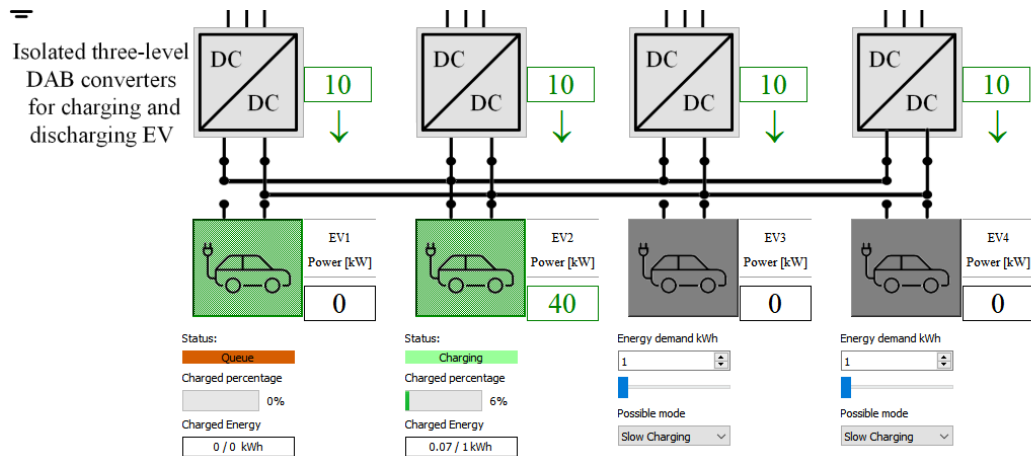 Isolated three-level
DAB converters
for charging and
discharging EV
DC
DC
10
DC
DC
10
DC
DC
10
DC
DC
10
EV1
Power [kW]
0
EV2
Power [kW]
40
EV3
Power [kW]
0
EV4
Power [kW]
0
Status:
Queue
Charged percentage
0%
Charged Energy
0 / 0 kWh
Status:
Charging
Charged percentage
6%
Charged Energy
0.07 / 1 kWh
Energy demand kWh
1
Possible mode
Slow Charging
Energy demand kWh
1
Possible mode
Slow Charging